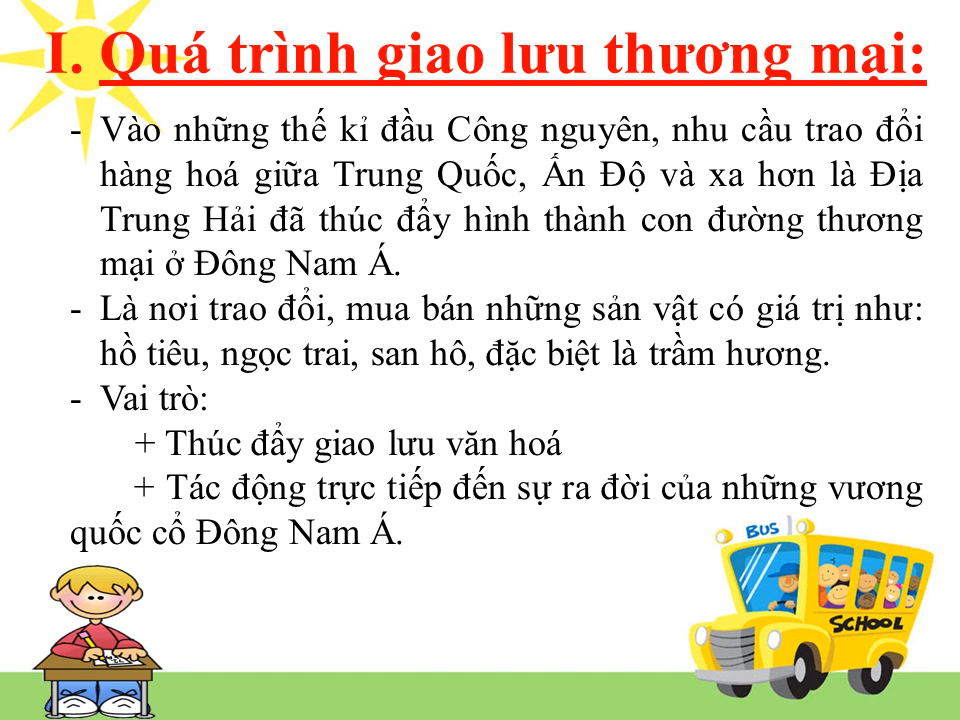 I. Quá trình giao lưu thương mại:
- Vào những thế kỉ đầu Công nguyên, nhu cầu trao đổi
hàng hoá giữa Trung Quốc, Ấn Độ và xa hơn là Địa
Trung Hải đã thúc đẩy hình thành con đường thương
mại ở Đông Nam Á.
- Là nơi trao đổi, mua bán những sản vật có giá trị như:
hồ tiêu, ngọc trai, san hô, đặc biệt là trầm hương.
- Vai trò:
+ Thúc đẩy giao lưu văn hoá
+ Tác động trực tiếp đến sự ra đời của những vương
quốc cổ Đông Nam Á.
BUS
SCHOOL